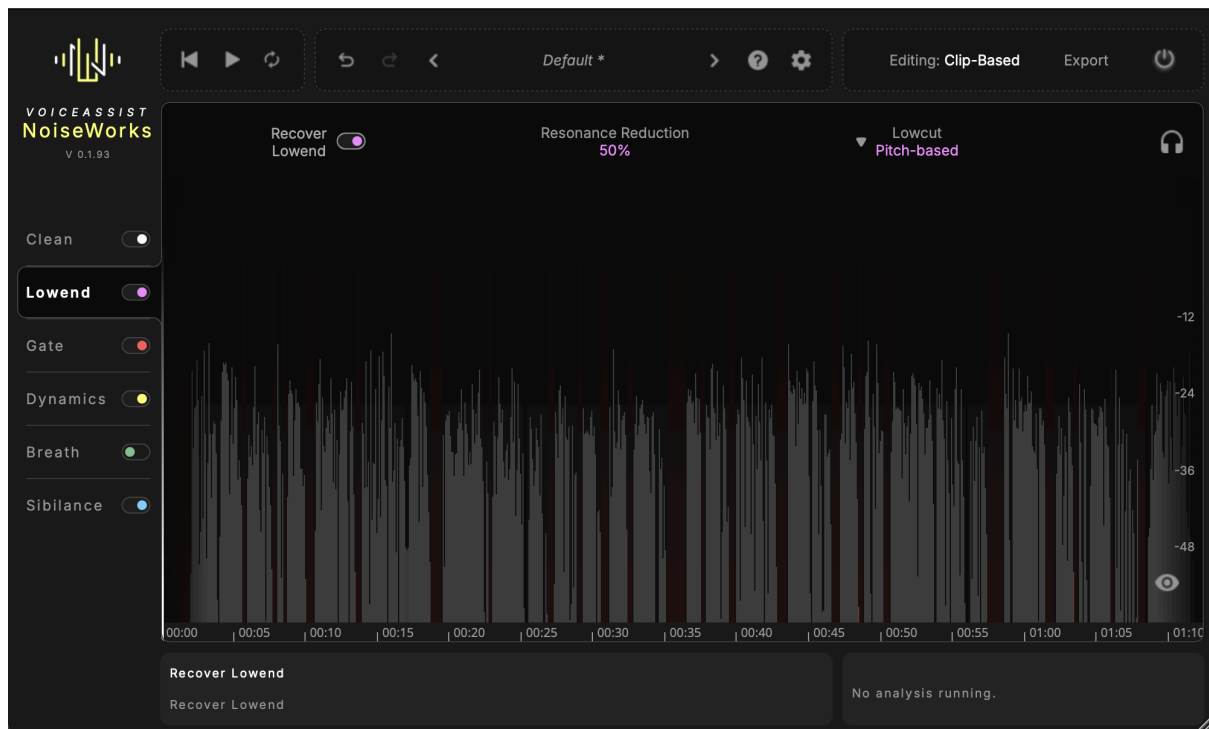 Default *
Editing: Clip-Based
Export
VOICEASSIST
NoiseWorks
V 0.1.93
Recover
Lowend
Resonance Reduction
50%
Lowcut
Pitch-based
Clean
Lowend
Gate
Dynamics
Breath
Sibilance
-12
-24
-36
-48
00:00 00:05 00:10 00:15 00:20 00:25 00:30 00:35 00:40 00:45 00:50 00:55 01:00 01:05 01:10
Recover Lowend
Recover Lowend
No analysis running.